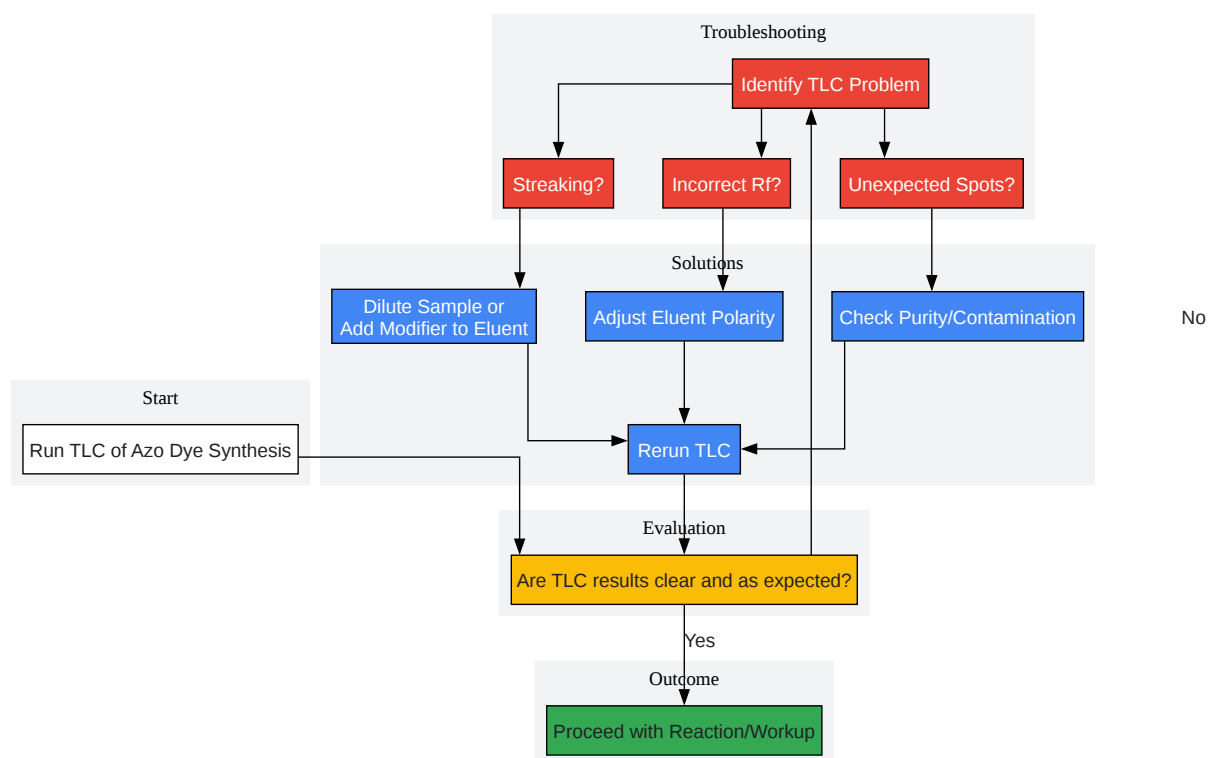 Troubleshooting
Identify TLC Problem
Streaking?
Incorrect Rf?
Unexpected Spots?
Solutions
Dilute Sample or
Add Modifier to Eluent
Adjust Eluent Polarity
Check Purity/Contamination
No
Start
Run TLC of Azo Dye Synthesis
Rerun TLC
Evaluation
Are TLC results clear and as expected?
Yes
Outcome
Proceed with Reaction/Workup